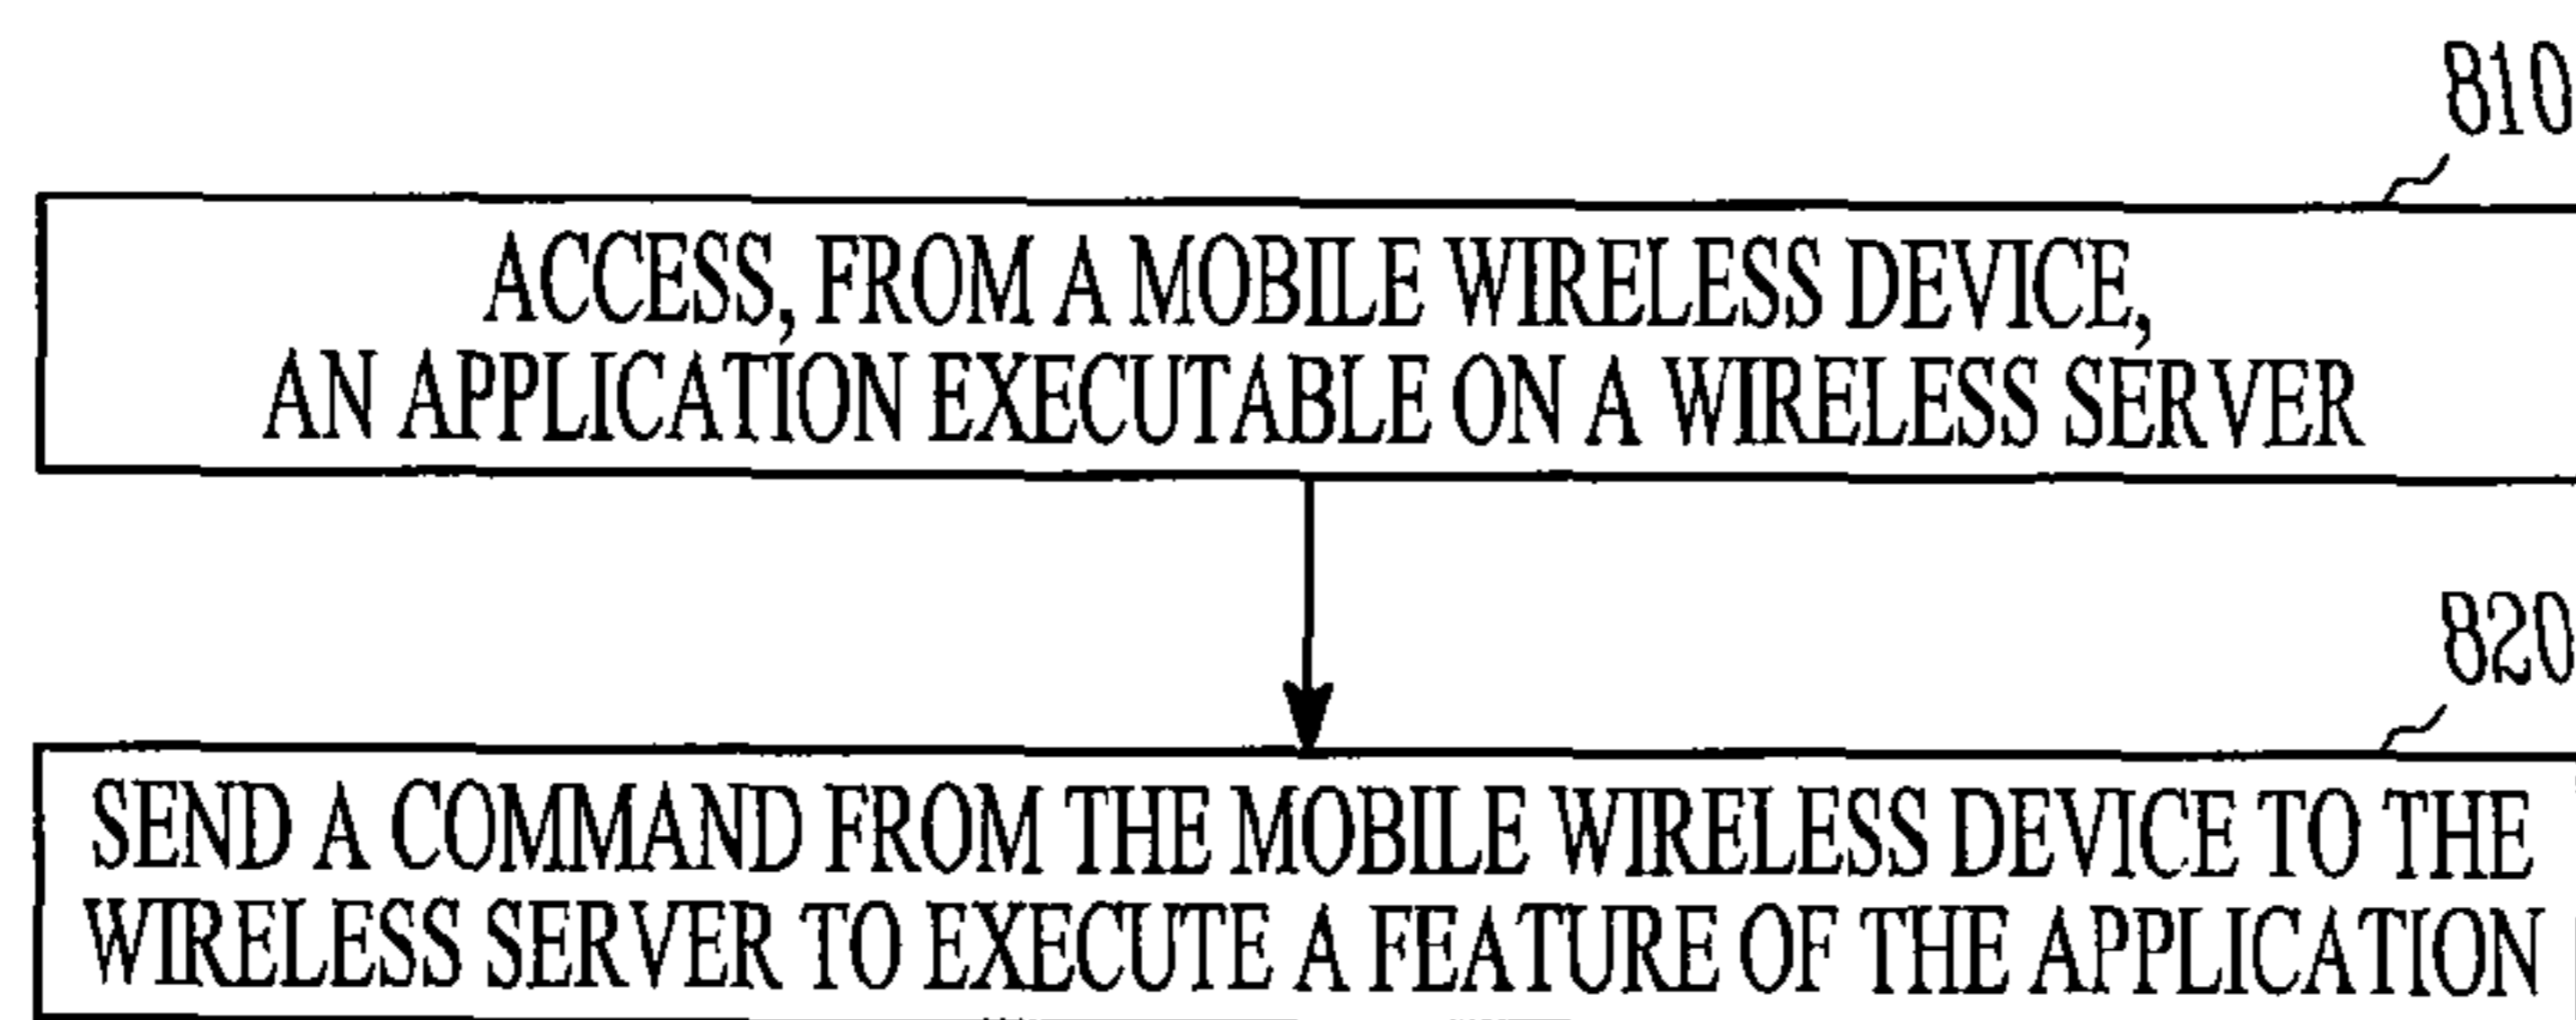 810
ACCESS, FROM A MOBILE WIRELESS DEVICE,
AN APPLICATION EXECUTABLE ON A WIRELESS SERVER
820
SEND A COMMAND FROM THE MOBILE WIRELESS DEVICE TO THE
WIRELESS SERVER TO EXECUTE A FEATURE OF THE APPLICATION